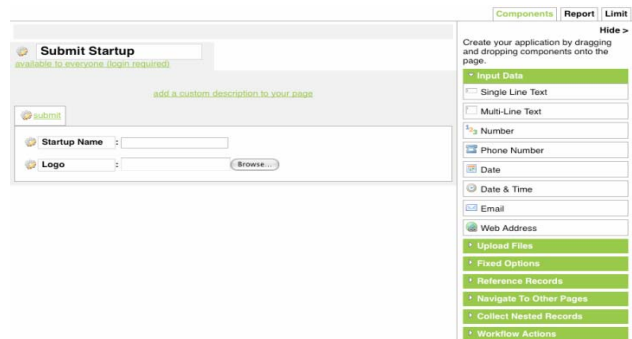 Components Report Limit
Hide >
Submit Startup
available to everyone (login required)
add a custom description to your page
submit
Startup Name :
Logo : Browse...
Create your application by dragging
and dropping components onto the
page.
Input Data
Single Line Text
Multi-Line Text
Number
Phone Number
Date
Date & Time
Email
Web Address
Upload Files
Fixed Options
Reference Records
Navigate To Other Pages
Collect Nested Records
Workflow Actions